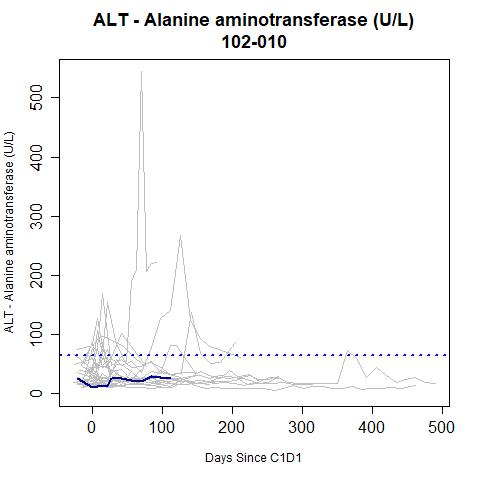 ALT - Alanine aminotransferase (U/L)
102-010
ALT - Alanine aminotransferase (U/L)
500
400
300
200
100
0
0 100 200 300 400 500
Days Since C1D1